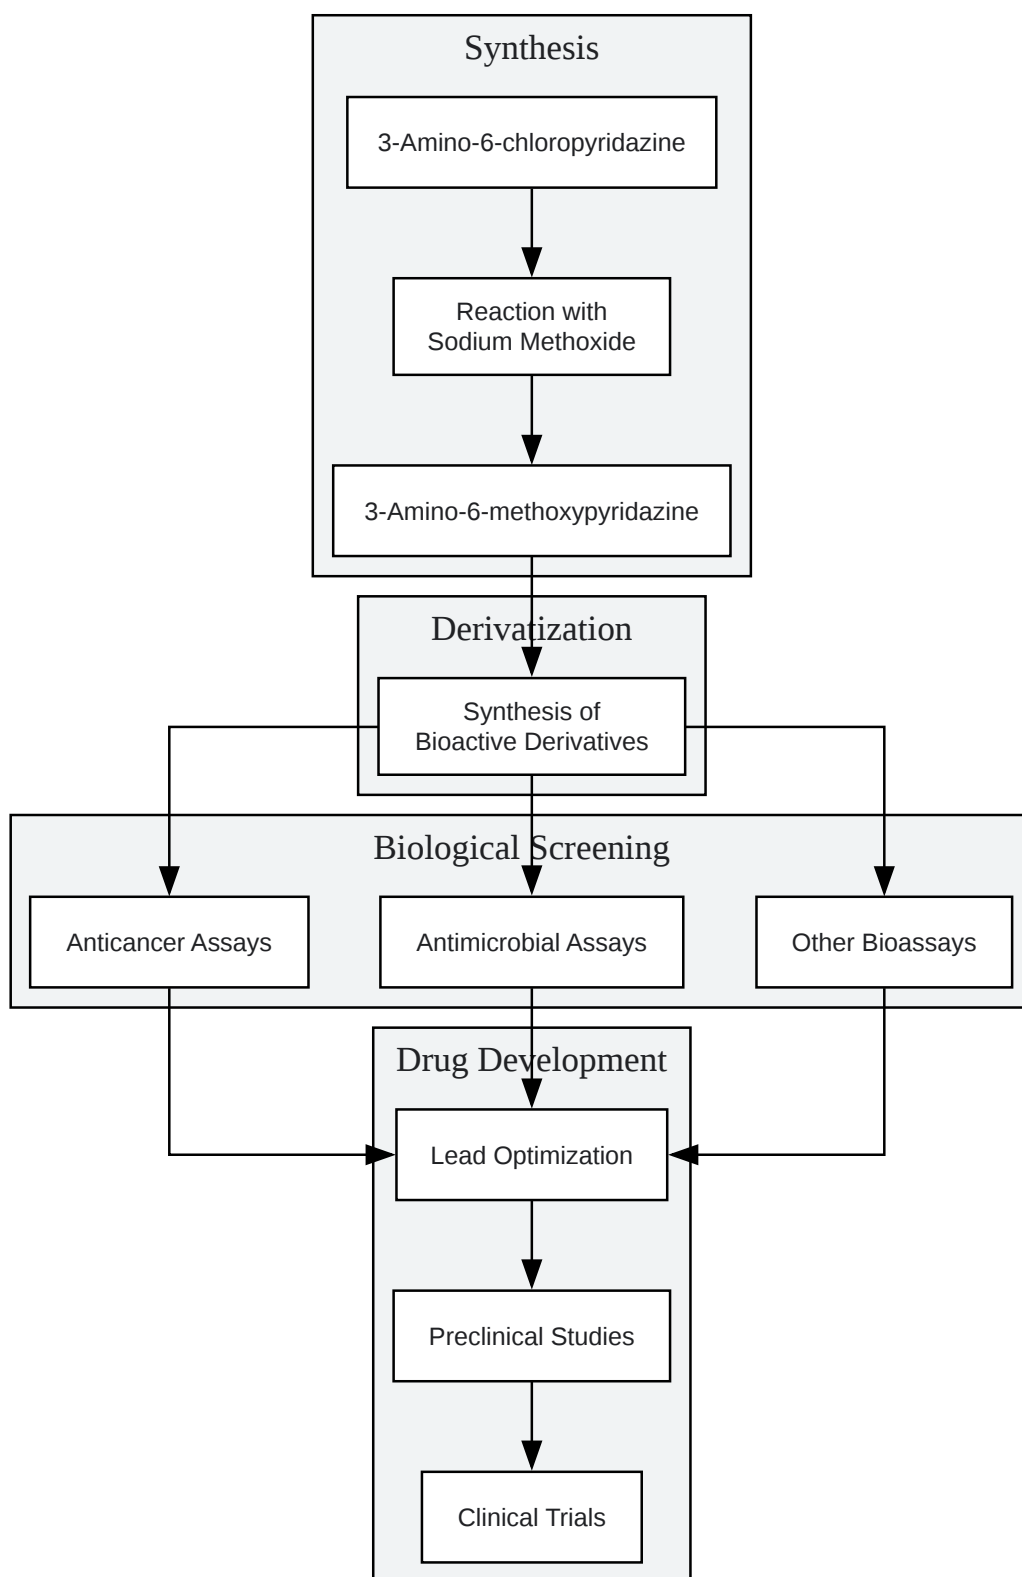 Synthesis
3-Amino-6-chloropyridazine
Reaction with
Sodium Methoxide
3-Amino-6-methoxypyridazine
Derivatization
Synthesis of
Bioactive Derivatives
Biological Screening
Anticancer Assays
Antimicrobial Assays
Other Bioassays
Drug Development
Lead Optimization
Preclinical Studies
Clinical Trials